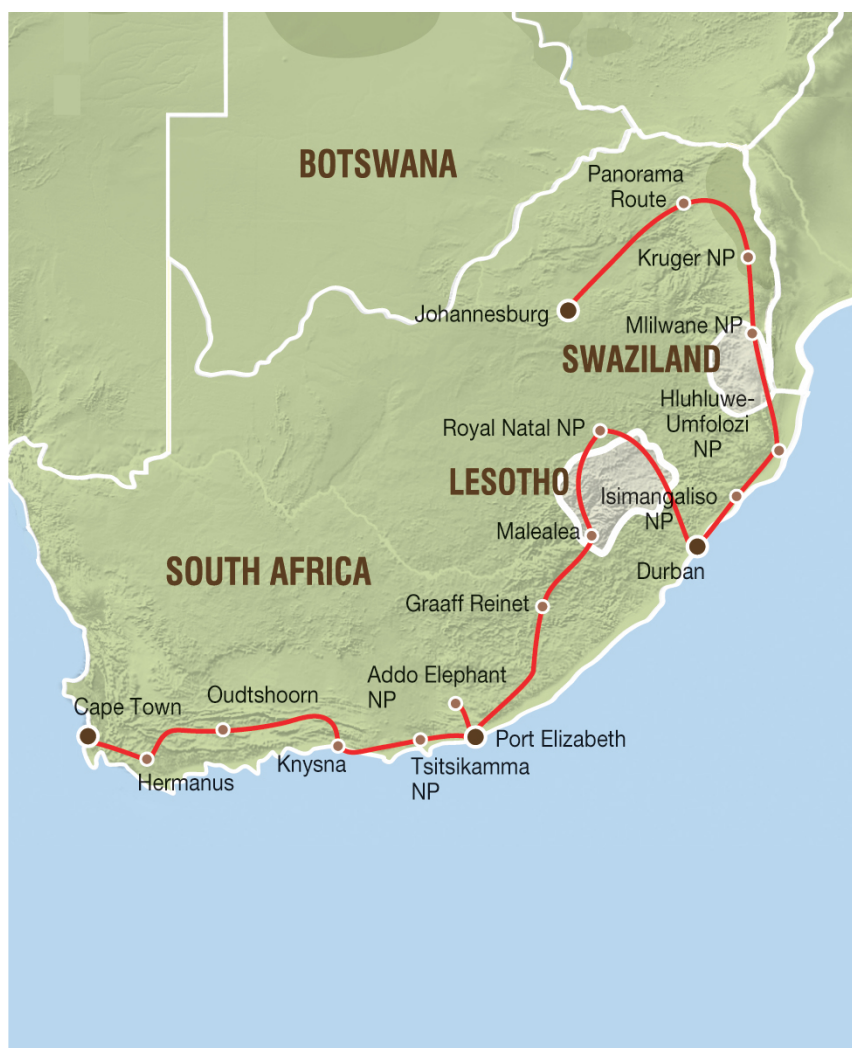 BOTSWANA
Panorama
Route
Kruger NP
Johannesburg
Mlilwane NP
SWAZILAND
Hluhluwe-
Umfolozi
NP
Royal Natal NP
LESOTHO
Isimangaliso
NP
Malealea
Durban
SOUTH AFRICA
Graaff Reinet
Addo Elephant
NP
Oudtshoorn
Cape Town
Port Elizabeth
Knysna
Tsitsikamma
NP
Hermanus